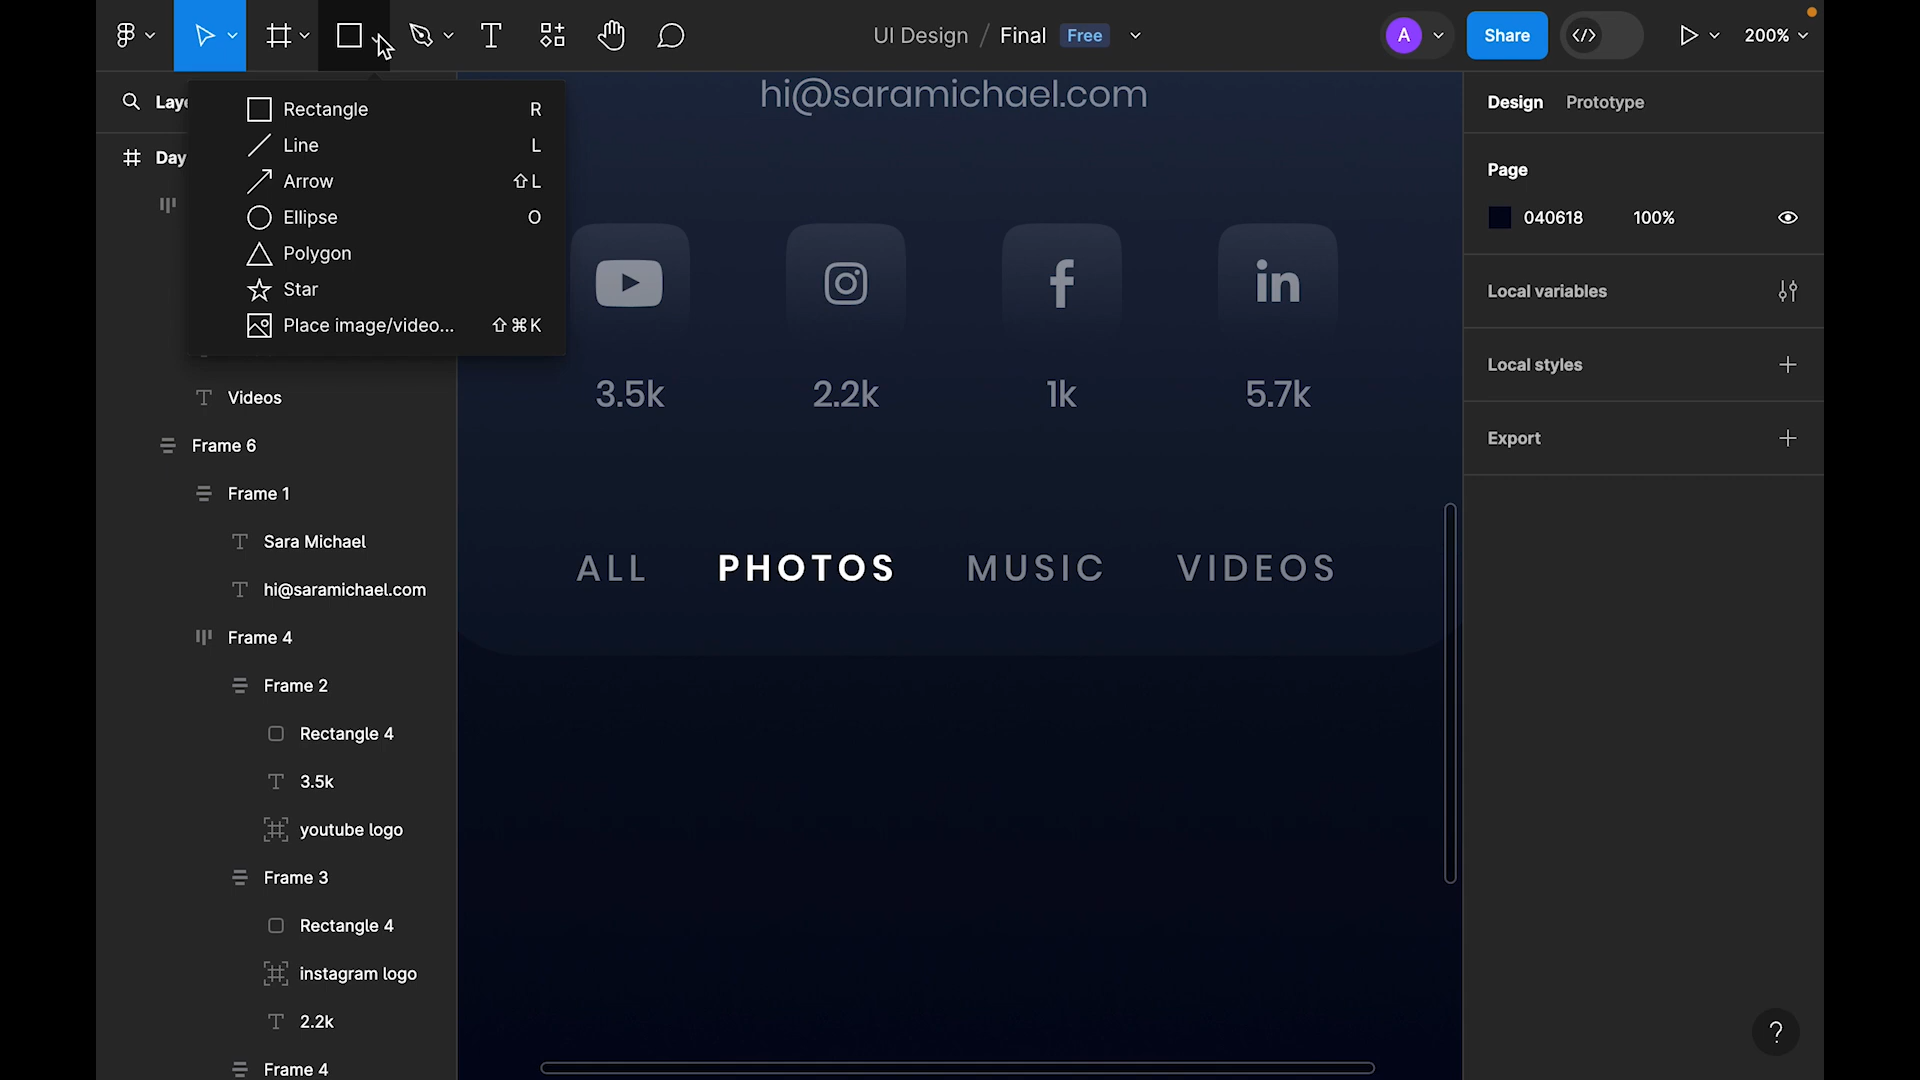 UI Design / Final Free
A
Share
200%
Rectangle R
Line L
Arrow ⇧L
Ellipse O
Polygon
Star
Place image/video... ⇧⌘K
Day
Videos
Frame 6
Frame 1
Sara Michael
hi@saramichael.com
Frame 4
Frame 2
Rectangle 4
3.5k
youtube logo
Frame 3
Rectangle 4
instagram logo
2.2k
Frame 4
hi@saramichael.com
in
3.5k 2.2k 1k 5.7k
ALL PHOTOS MUSIC VIDEOS
Design Prototype
Page
040618 100%
Local variables
Local styles
Export
?